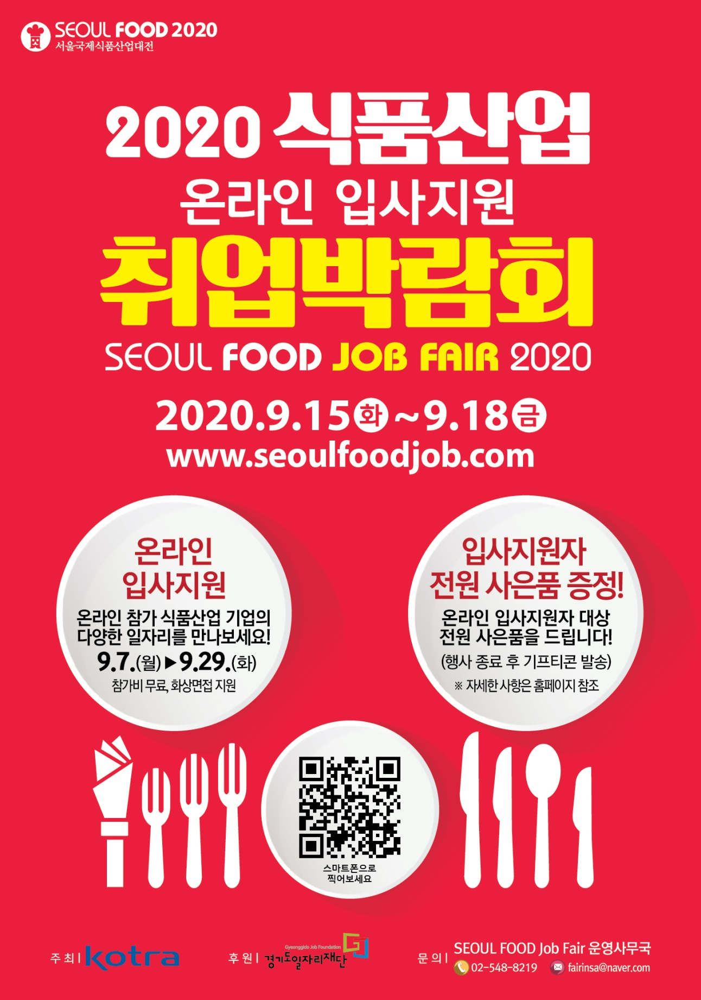 SEOUL FOOD 2020
서울국제식품산업대전
2020 식품산업
온라인 입사지원
취업박람회
SEOUL FOOD JOB FAIR 2020
2020.9.15화~9.18금
www.seoulfoodjob.com
온라인
입사지원
온라인 참가 식품산업 기업의
다양한 일자리를 만나보세요!
9.7.(월)▶9.29.(화)
참가비 무료, 화상면접 지원
입사지원자
전원 사은품 증정!
온라인 입사지원자 대상
전원 사은품을 드립니다!
(행사 종료 후 기프티콘 발송)
※ 자세한 사항은 홈페이지 참조
스마트폰으로
찍어보세요
주최 | kotra
후원 | Gyeonggido Job Foundation
경기도일자리재단
문의 | SEOUL FOOD Job Fair 운영사무국
02-548-8219 fairinsa@naver.com